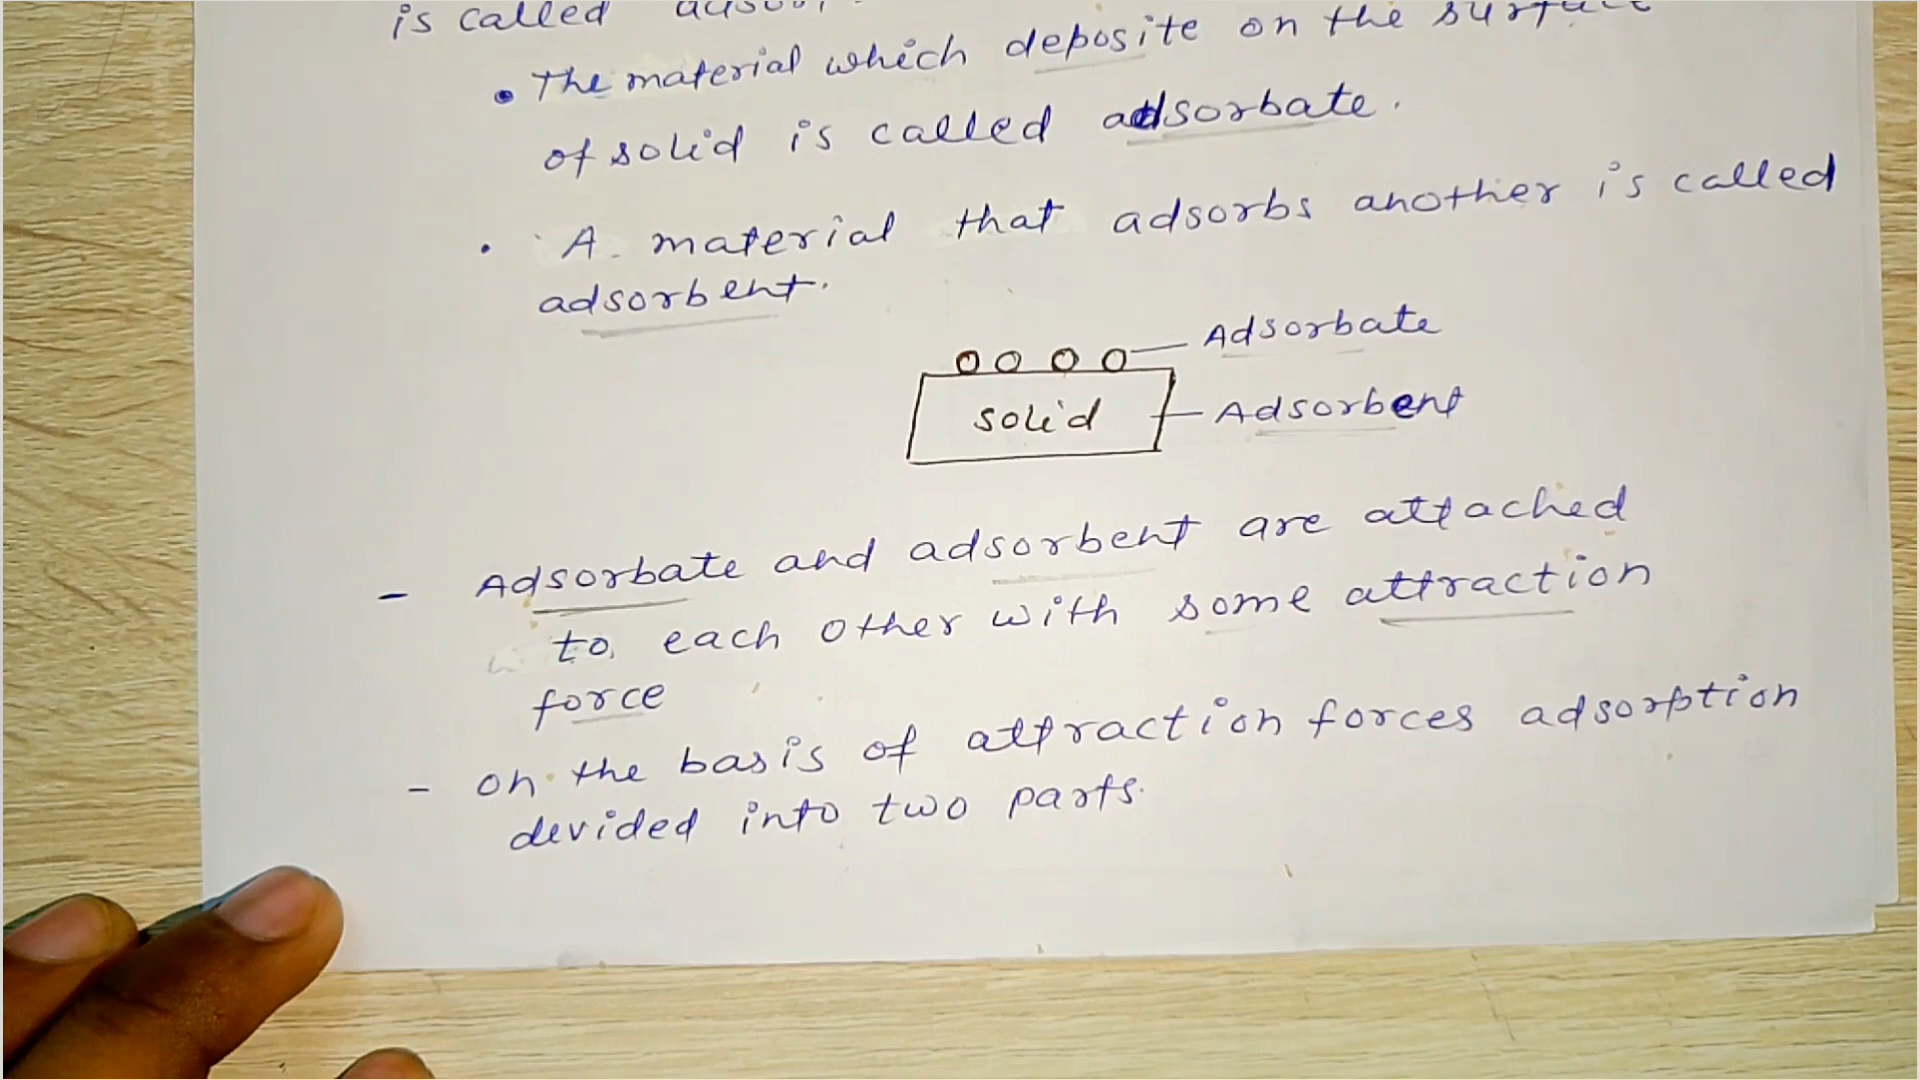 is called
• The material which deposite on the surface
of solid is called adsorbate.
• A material that adsorbs another is called
adsorbent.
Adsorbate
solid
Adsorbent
- Adsorbate and adsorbent are attached
to each other with some attraction
force
- on the basis of attraction forces adsorption
devided into two parts.